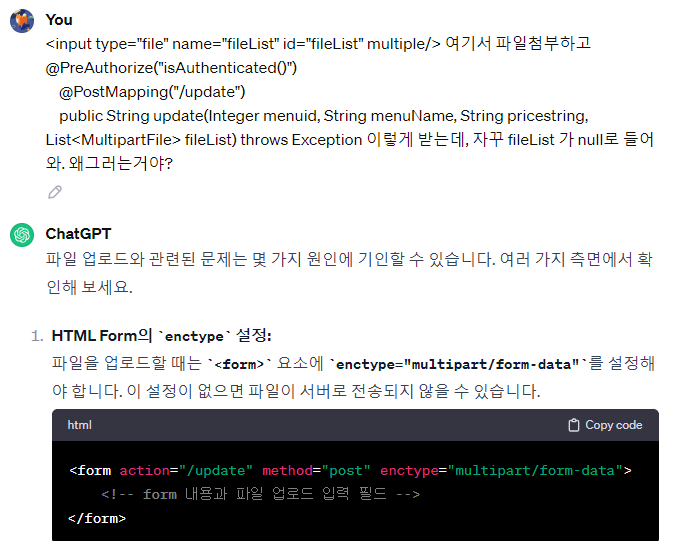 You
<input type="file" name="fileList" id="fileList" multiple/> 여기서 파일첨부하고
@PreAuthorize("isAuthenticated()")
@PostMapping("/update")
public String update(Integer menuid, String menuName, String pricestring,
List<MultipartFile> fileList) throws Exception 이렇게 받는데, 자꾸 fileList 가 null로 들어
와. 왜그러는거야?
ChatGPT
파일 업로드와 관련된 문제는 몇 가지 원인에 기인할 수 있습니다. 여러 가지 측면에서 확
인해 보세요.
1. HTML Form의 `enctype` 설정:
파일을 업로드할 때는 `<form>` 요소에 `enctype="multipart/form-data"`를 설정해
야 합니다. 이 설정이 없으면 파일이 서버로 전송되지 않을 수 있습니다.
html Copy code
<form action="/update" method="post" enctype="multipart/form-data">
<!-- form 내용과 파일 업로드 입력 필드 -->
</form>